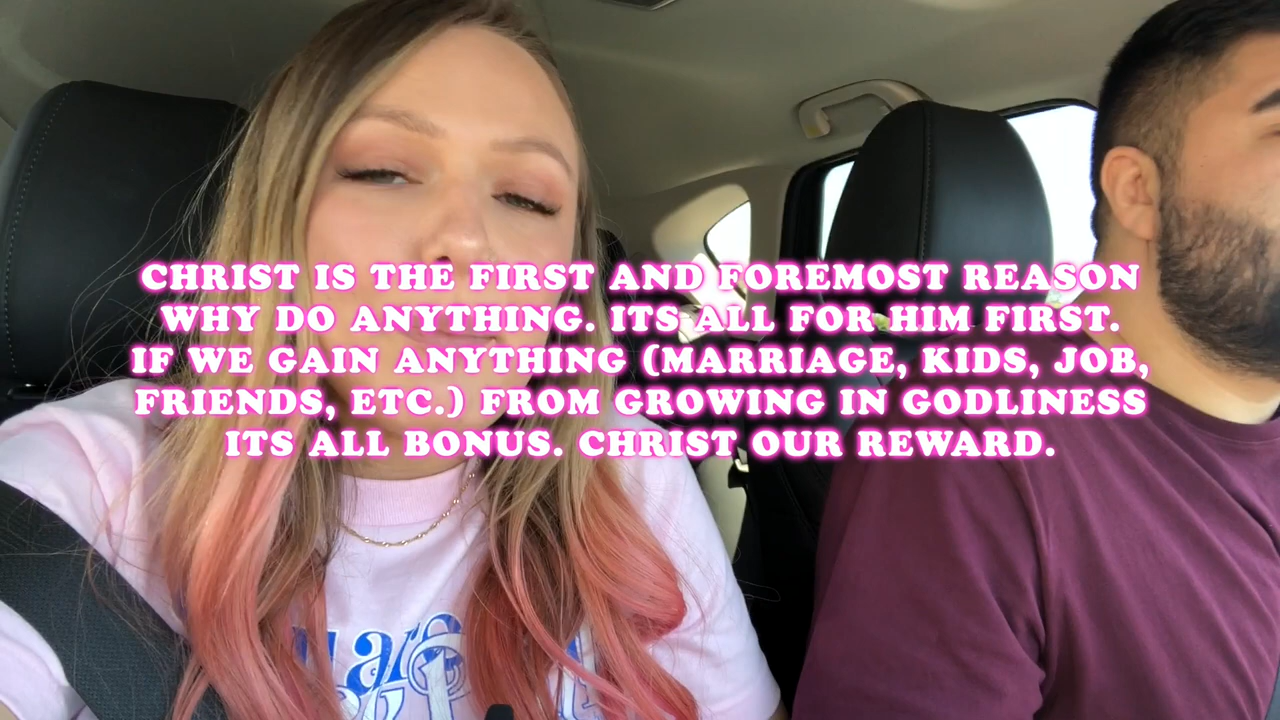 CHRIST IS THE FIRST AND FOREMOST REASON
WHY DO ANYTHING. ITS ALL FOR HIM FIRST.
IF WE GAIN ANYTHING (MARRIAGE, KIDS, JOB,
FRIENDS, ETC.) FROM GROWING IN GODLINESS
ITS ALL BONUS. CHRIST OUR REWARD.
are